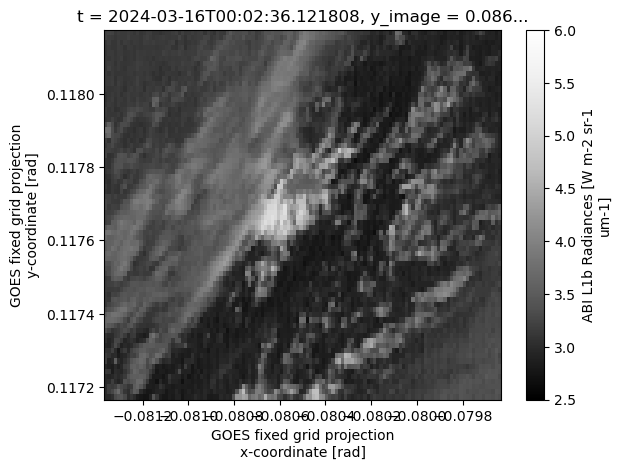 t = 2024-03-16T00:02:36.121808, y_image = 0.086...
0.1180
0.1178
0.1176
0.1174
0.1172
GOES fixed grid projection
y-coordinate [rad]
−0.0812 −0.0810 −0.0808 −0.0806 −0.0804 −0.0802 −0.0800 −0.0798
GOES fixed grid projection
x-coordinate [rad]
6.0
5.5
5.0
4.5
4.0
3.5
3.0
2.5
ABI L1b Radiances [W m-2 sr-1
um-1]